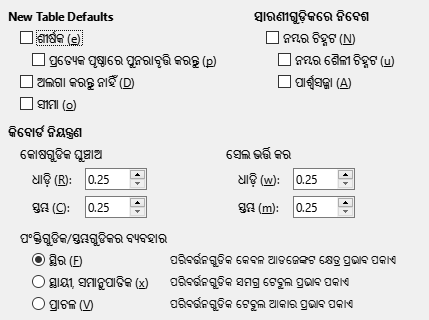 New Table Defaults
ଶୀର୍ଷକ (e)
ପ୍ରତ୍ୟେକ ପୃଷ୍ଠାରେ ପୁନରାବୃତ୍ତି କରନ୍ତୁ (p)
ଅଲଗା କରନ୍ତୁ ନାହିଁ (D)
ସୀମା (o)
ସାରଣୀଗୁଡ଼ିକରେ ନିବେଶ
ନମ୍ବର ଚିହ୍ନଟ (N)
ନମ୍ବର ଶୈଳୀ ଚିହ୍ନଟ (u)
ପାର୍ଶ୍ୱସଜ୍ଜା (A)
କିବୋର୍ଡ ନିୟନ୍ତ୍ରଣ
କୋଷଗୁଡିକ ଘୁଞ୍ଚାଅ
ଧାଡ଼ି (R): 0.25
ସ୍ତମ୍ଭ (C): 0.25
ସେଲ ଭର୍ତ୍ତି କର
ଧାଡ଼ି (w): 0.25
ସ୍ତମ୍ଭ (m): 0.25
ପଂକ୍ତିଗୁଡିକ/ସ୍ତମ୍ଭଗୁଡିକର ବ୍ୟବହାର
ସ୍ଥିର (F) ପରିବର୍ତ୍ତନଗୁଡିକ କେବଳ ଆଡଜେଙ୍କଟ କ୍ଷେତ୍ର ପ୍ରଭାବ ପକାଏ
ସ୍ଥାୟୀ, ସମାନୁପାତିକ (x) ପରିବର୍ତ୍ତନଗୁଡିକ ସମଗ୍ର ଟେବୁଲ ପ୍ରଭାବ ପକାଏ
ପ୍ରାଚଳ (V) ପରିବର୍ତ୍ତନଗୁଡିକ ଟେବୁଲ ଆକାର ପ୍ରଭାବ ପକାଏ